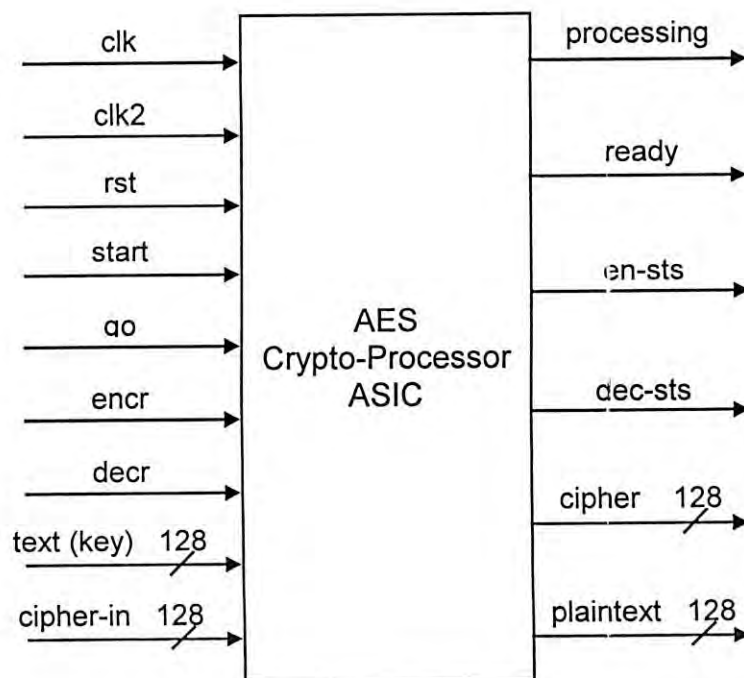 clk
clk2
rst
start
go
encr
decr
text (key) 128
cipher-in 128
AES
Crypto-Processor
ASIC
processing
ready
en-sts
dec-sts
cipher 128
plaintext 128